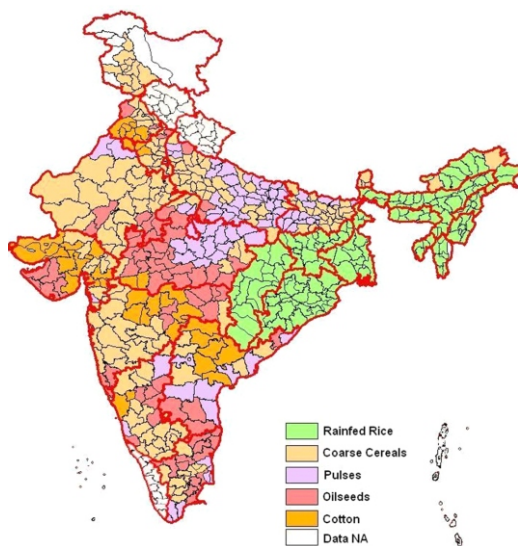 Rainfed Rice
Coarse Cereals
Pulses
Oilseeds
Cotton
Data NA